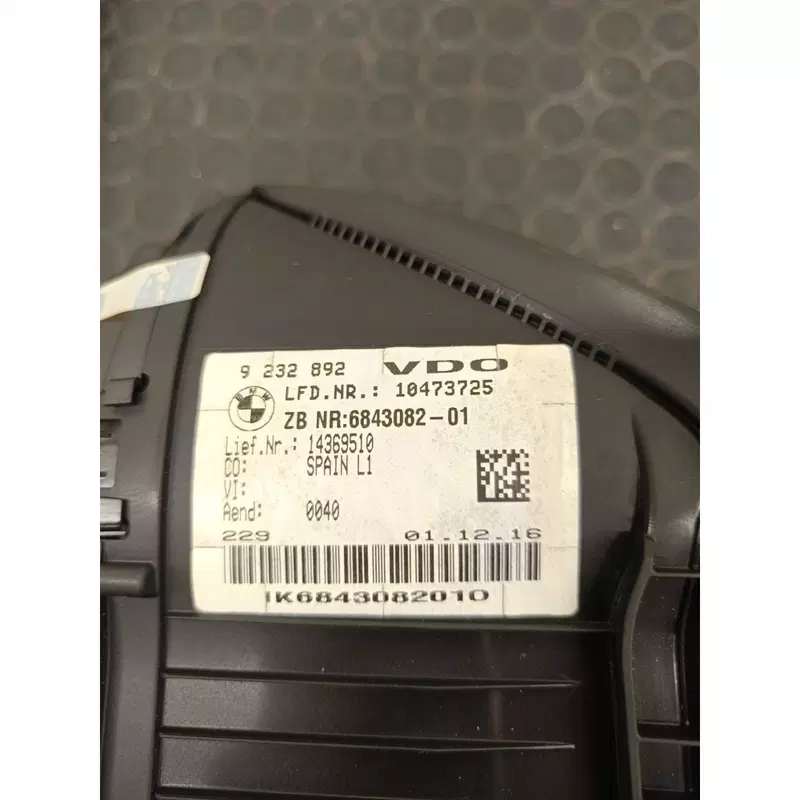 9 232 892 VDO
BMW
LFD.NR.: 10473725
ZB NR:6843082-01
Lief.Nr.: 14369510
CO: SPAIN L1
VI:
Aend: 0040
229 01.12.16
IK6843082010